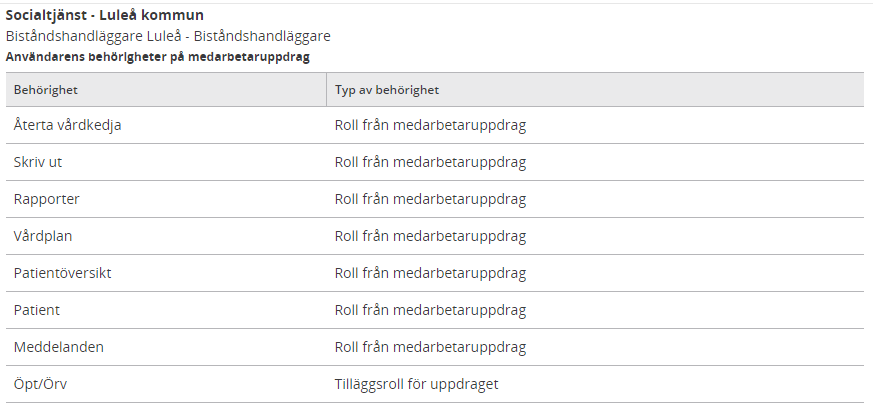 Socialtjänst - Luleå kommun
Biståndshandläggare Luleå - Biståndshandläggare
Användarens behörigheter på medarbetaruppdrag
Behörighet Typ av behörighet
Återta vårdkedja Roll från medarbetaruppdrag
Skriv ut Roll från medarbetaruppdrag
Rapporter Roll från medarbetaruppdrag
Vårdplan Roll från medarbetaruppdrag
Patientöversikt Roll från medarbetaruppdrag
Patient Roll från medarbetaruppdrag
Meddelanden Roll från medarbetaruppdrag
Öpt/Örv Tilläggsroll för uppdraget